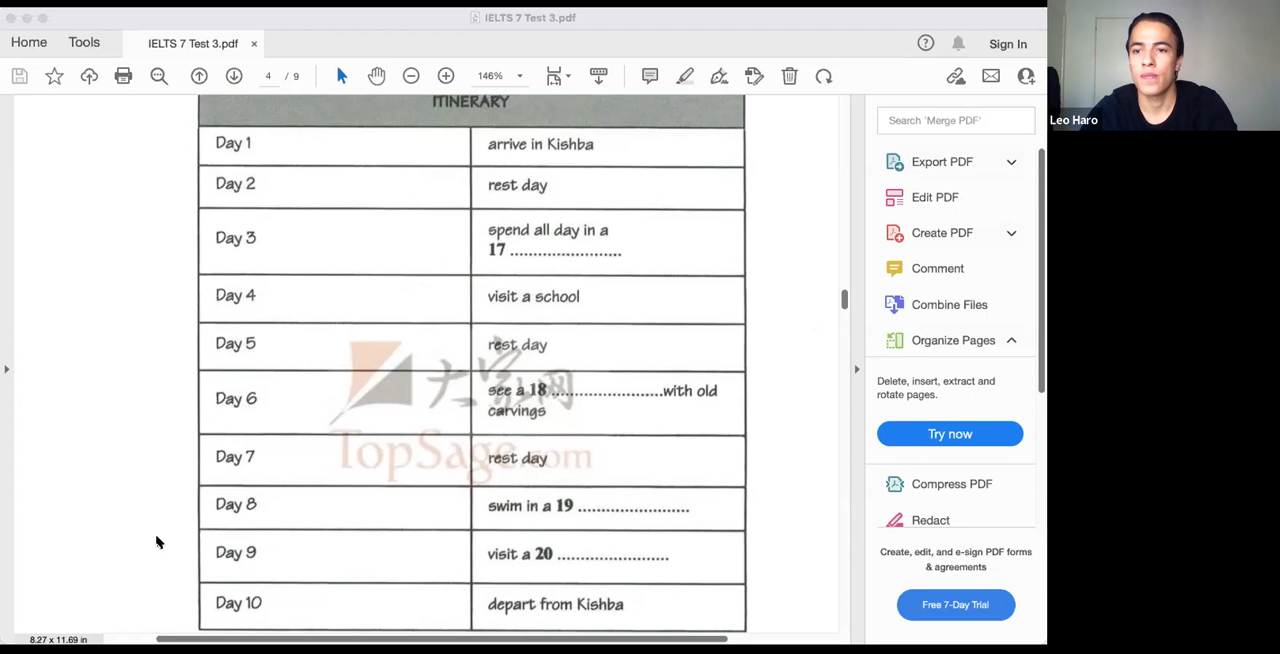 IELTS 7 Test 3.pdf
Home
Tools
IELTS 7 Test 3.pdf
×
Sign In
4 / 9
146%
ITINERARY
Day 1 arrive in Kishba
Day 2 rest day
Day 3 spend all day in a
17 ........................
Day 4 visit a school
Day 5 rest day
Day 6 see a 18 ........................with old
carvings
Day 7 rest day
Day 8 swim in a 19 ........................
Day 9 visit a 20 ........................
Day 10 depart from Kishba
大家网
TopSage.com
8.27 x 11.69 in
Search 'Merge PDF'
Export PDF
Edit PDF
Create PDF
Comment
Combine Files
Organize Pages
Delete, insert, extract and
rotate pages.
Try now
Compress PDF
Redact
Create, edit, and e-sign PDF forms
& agreements
Free 7-Day Trial
Leo Haro